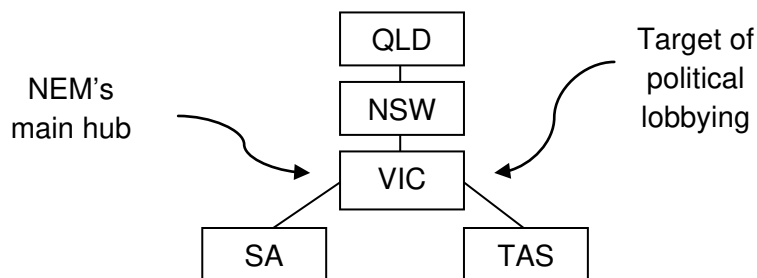 QLD
Target of
political
lobbying
NEM's
main hub
NSW
VIC
SA
TAS